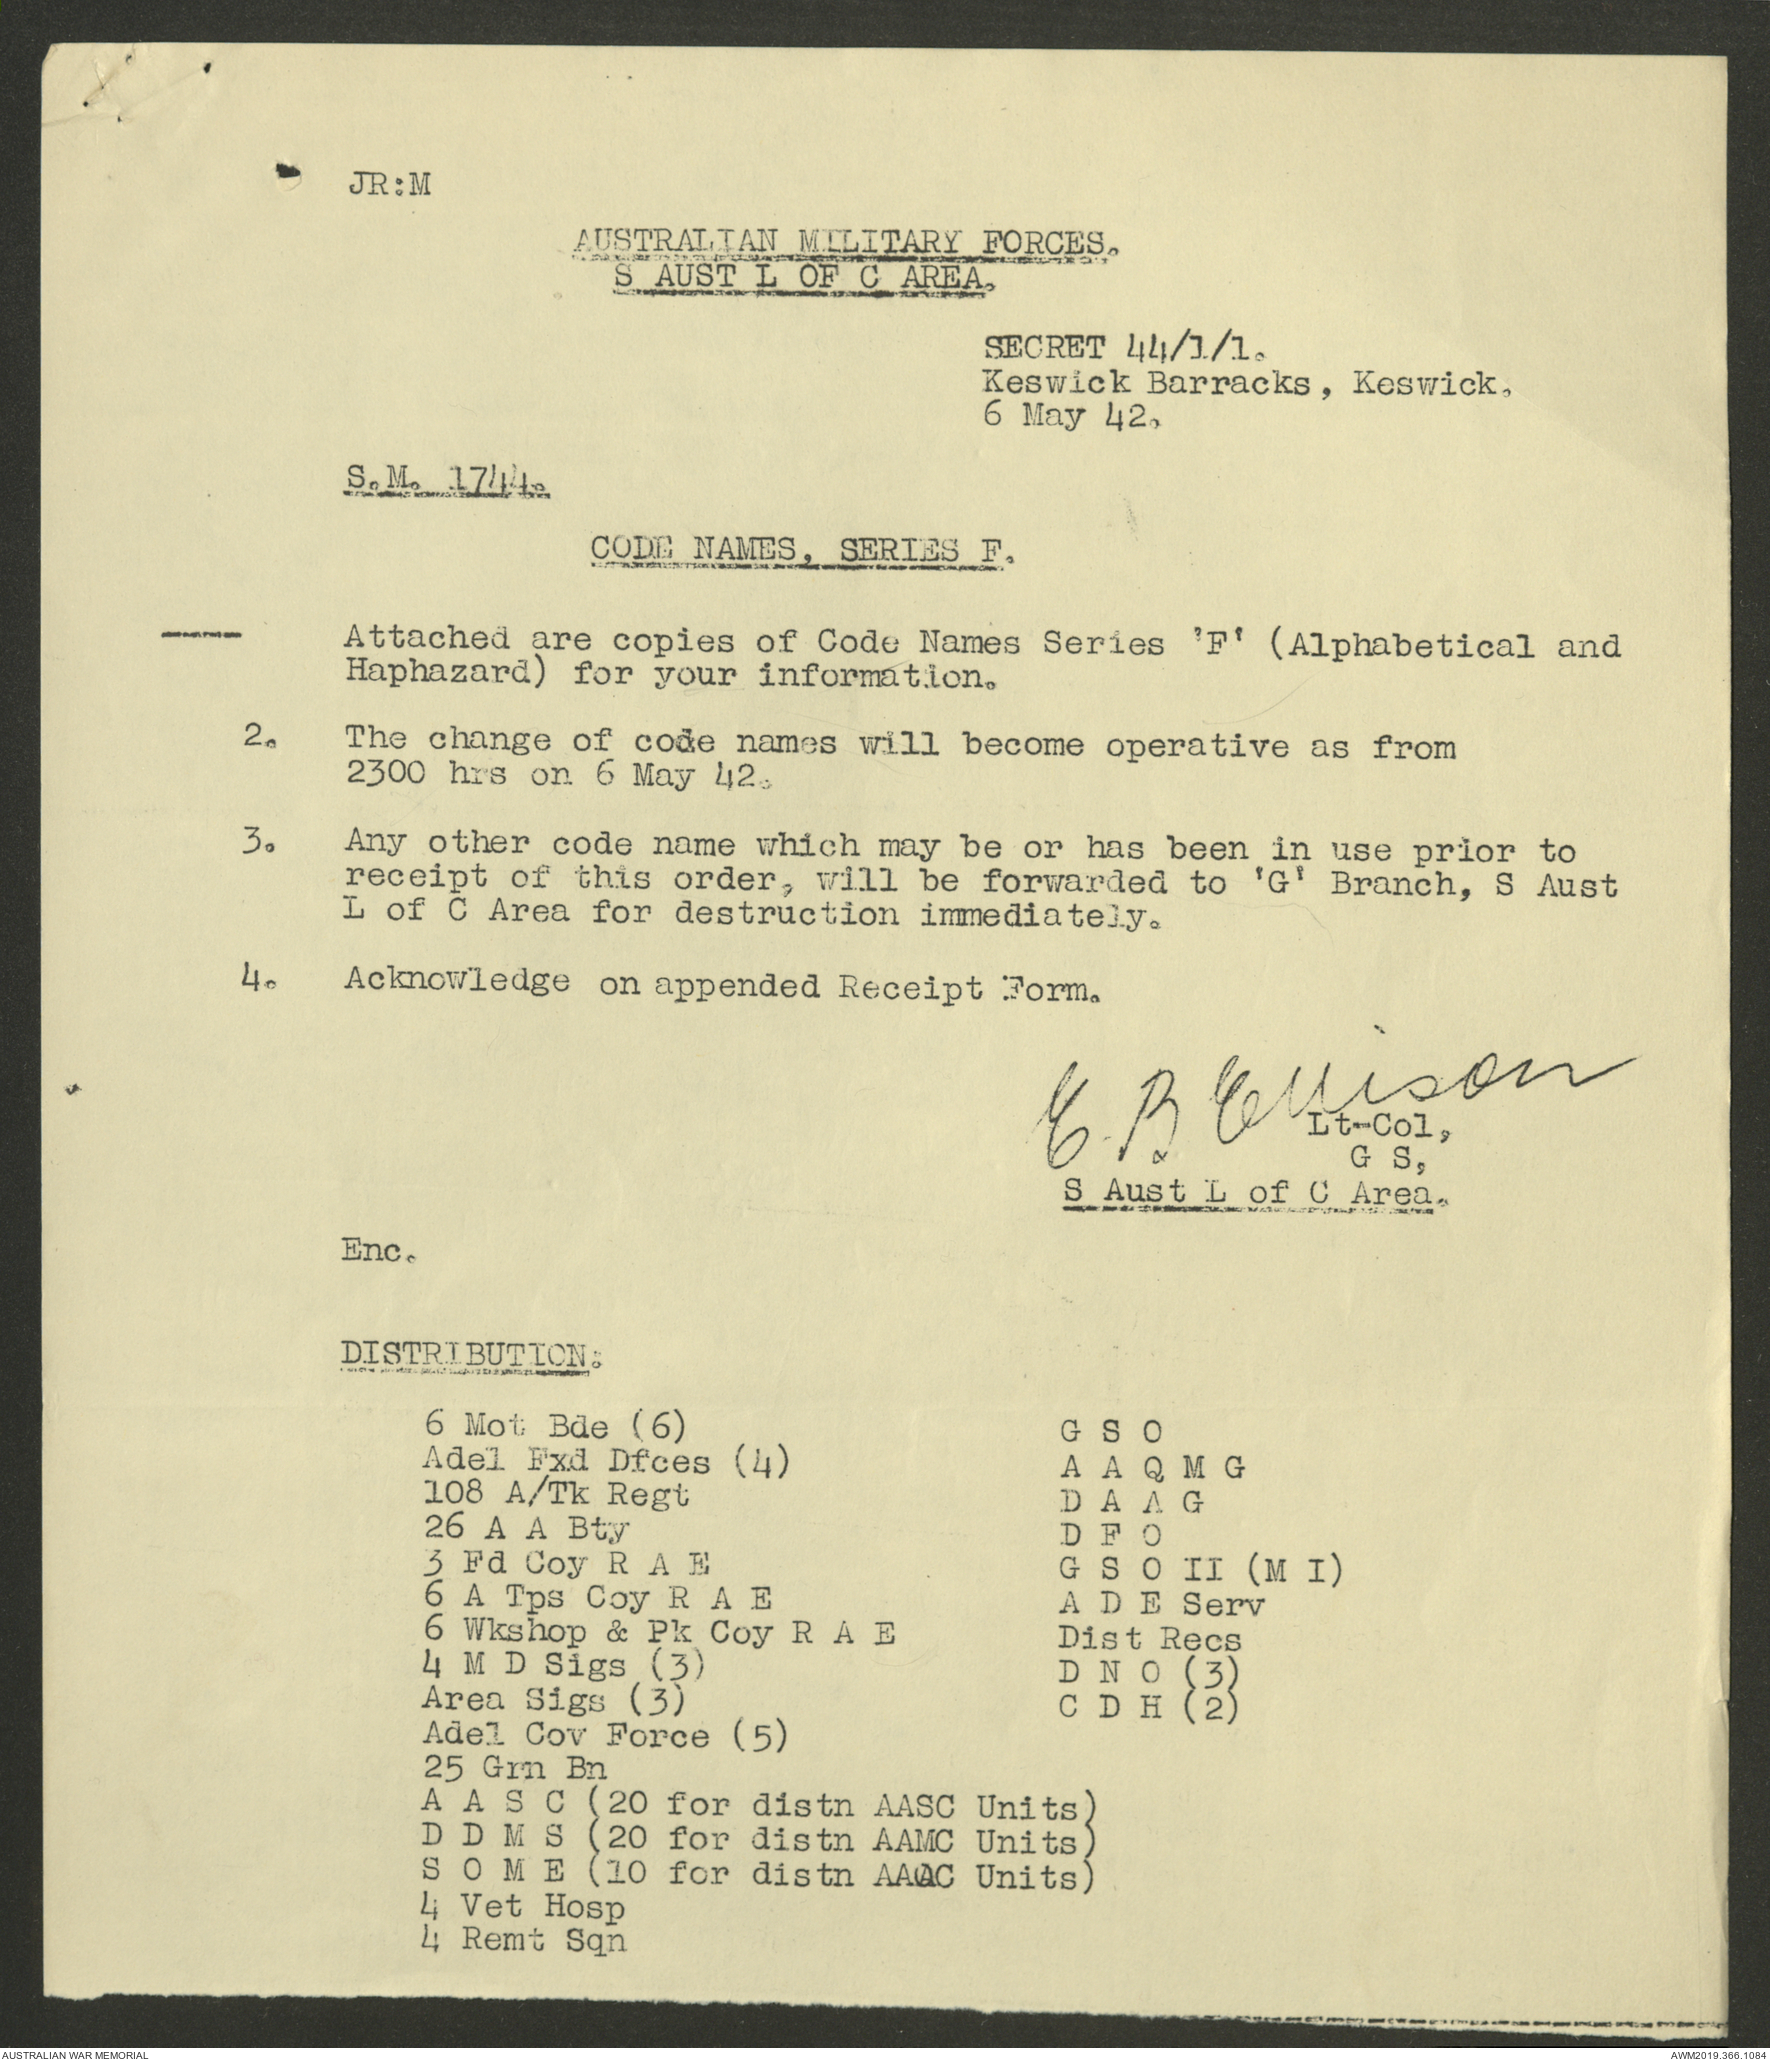 JR:M
AUSTRALIAN MILITARY FORCES.
S AUST L OF C AREA.
SECRET 44/1/1.
Keswick Barracks, Keswick.
6 May 42.
S.M. 1744.
CODE NAMES, SERIES F.
Attached are copies of Code Names Series 'F' (Alphabetical and
Haphazard) for your information.
2. The change of code names will become operative as from
2300 hrs on 6 May 42.
3. Any other code name which may be or has been in use prior to
receipt of this order, will be forwarded to 'G' Branch, S Aust
L of C Area for destruction immediately.
4. Acknowledge on appended Receipt Form.
E. B Ellison
Lt-Col,
G S,
S Aust L of C Area.
Enc.
DISTRIBUTION:
6 Mot Bde (6)
Adel Fxd Dfces (4)
108 A/Tk Regt
26 A A Bty
3 Fd Coy R A E
6 A Tps Coy R A E
6 Wkshop & Pk Coy R A E
4 M D Sigs (3)
Area Sigs (3)
Adel Cov Force (5)
25 Grn Bn
A A S C (20 for distn AASC Units)
D D M S (20 for distn AAMC Units)
S O M E (10 for distn AAOC Units)
4 Vet Hosp
4 Remt Sqn
G S O
A A Q M G
D A A G
D F O
G S O II (M I)
A D E Serv
Dist Recs
D N O (3)
C D H (2)
AUSTRALIAN WAR MEMORIAL
AWM2019.366.1084